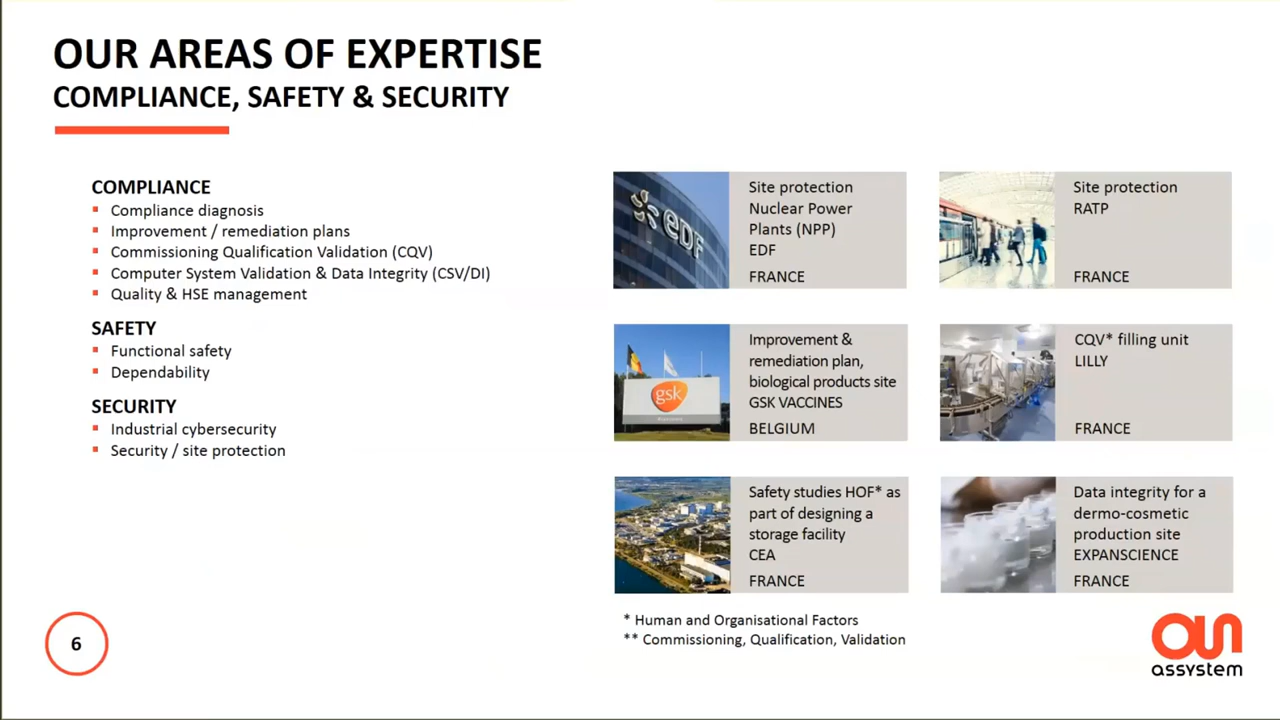 OUR AREAS OF EXPERTISE
COMPLIANCE, SAFETY & SECURITY
COMPLIANCE
Compliance diagnosis
Improvement / remediation plans
Commissioning Qualification Validation (CQV)
Computer System Validation & Data Integrity (CSV/DI)
Quality & HSE management
SAFETY
Functional safety
Dependability
SECURITY
Industrial cybersecurity
Security / site protection
edf
Site protection
Nuclear Power
Plants (NPP)
EDF
FRANCE
Site protection
RATP
FRANCE
gsk
Improvement &
remediation plan,
biological products site
GSK VACCINES
BELGIUM
CQV* filling unit
LILLY
FRANCE
Safety studies HOF* as
part of designing a
storage facility
CEA
FRANCE
Data integrity for a
dermo-cosmetic
production site
EXPANSCIENCE
FRANCE
* Human and Organisational Factors
** Commissioning, Qualification, Validation
6
assystem